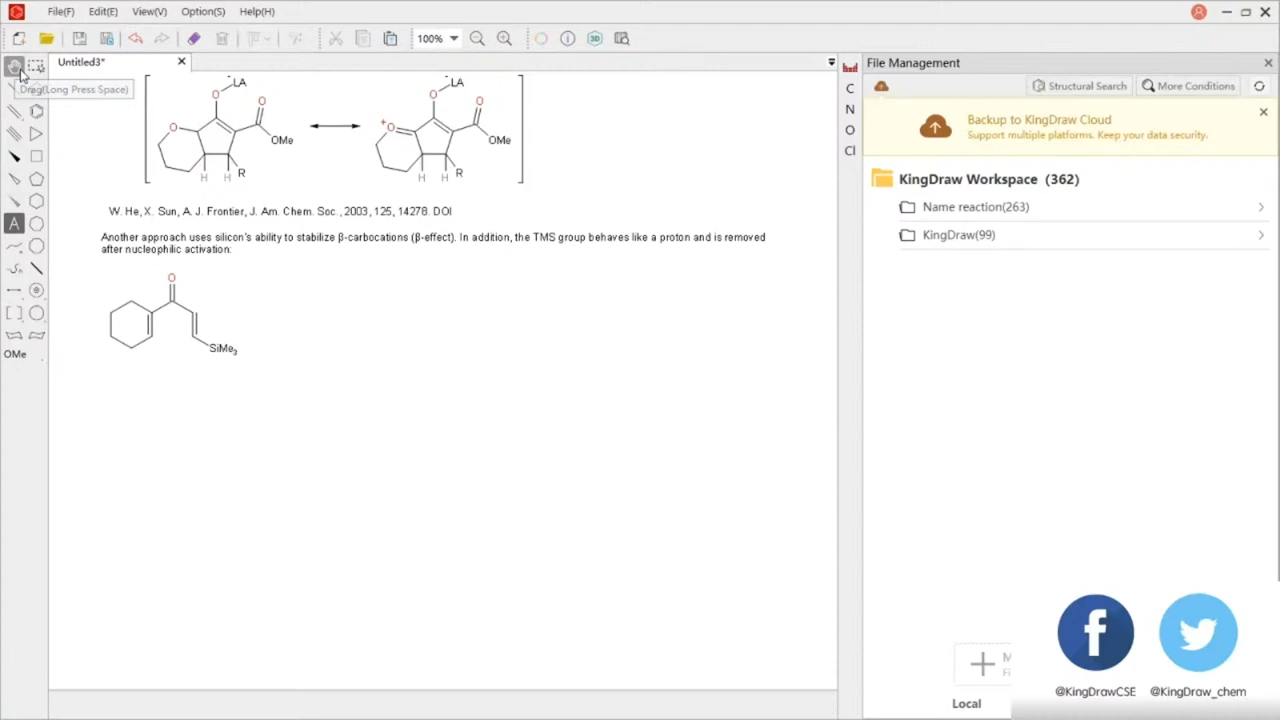 File(F) Edit(E) View(V) Option(S) Help(H)
100%
Untitled3*
Drag(Long Press Space)
A
OMe
LA
O
O
O
OMe
H
H
R
LA
O
O
+
O
OMe
H
H
R
W. He, X. Sun, A. J. Frontier, J. Am. Chem. Soc., 2003, 125, 14278. DOI
Another approach uses silicon's ability to stabilize β-carbocations (β-effect). In addition, the TMS group behaves like a proton and is removed
after nucleophilic activation:
O
SiMe3
C
N
O
Cl
File Management
Structural Search
More Conditions
Backup to KingDraw Cloud
Support multiple platforms. Keep your data security.
KingDraw Workspace (362)
Name reaction(263)
KingDraw(99)
3D
Local
@KingDrawCSE
@KingDraw_chem